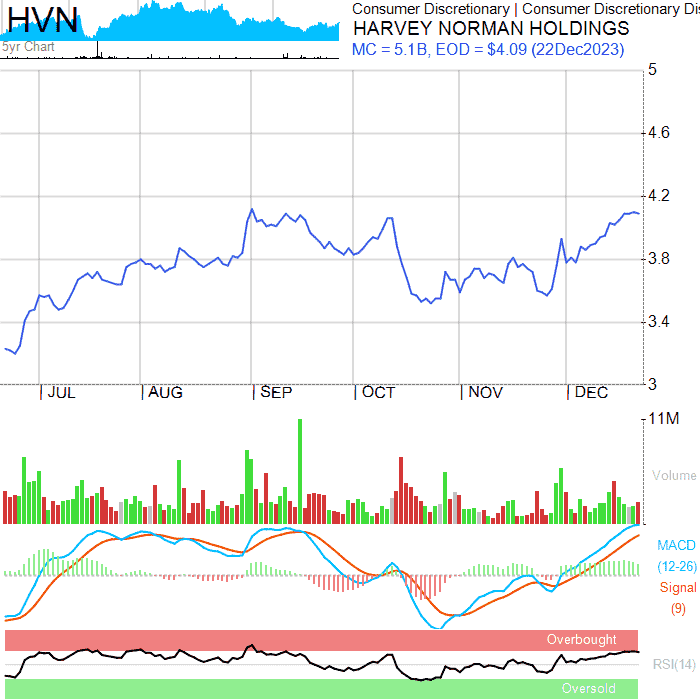 HVN
Consumer Discretionary | Consumer Discretionary Dis
HARVEY NORMAN HOLDINGS
MC = 5.1B, EOD = $4.09 (22Dec2023)
5yr Chart
5
4.6
4.2
3.8
3.4
3
JUL AUG SEP OCT NOV DEC
11M
Volume
MACD
(12-26)
Signal
(9)
Overbought
RSI(14)
Oversold